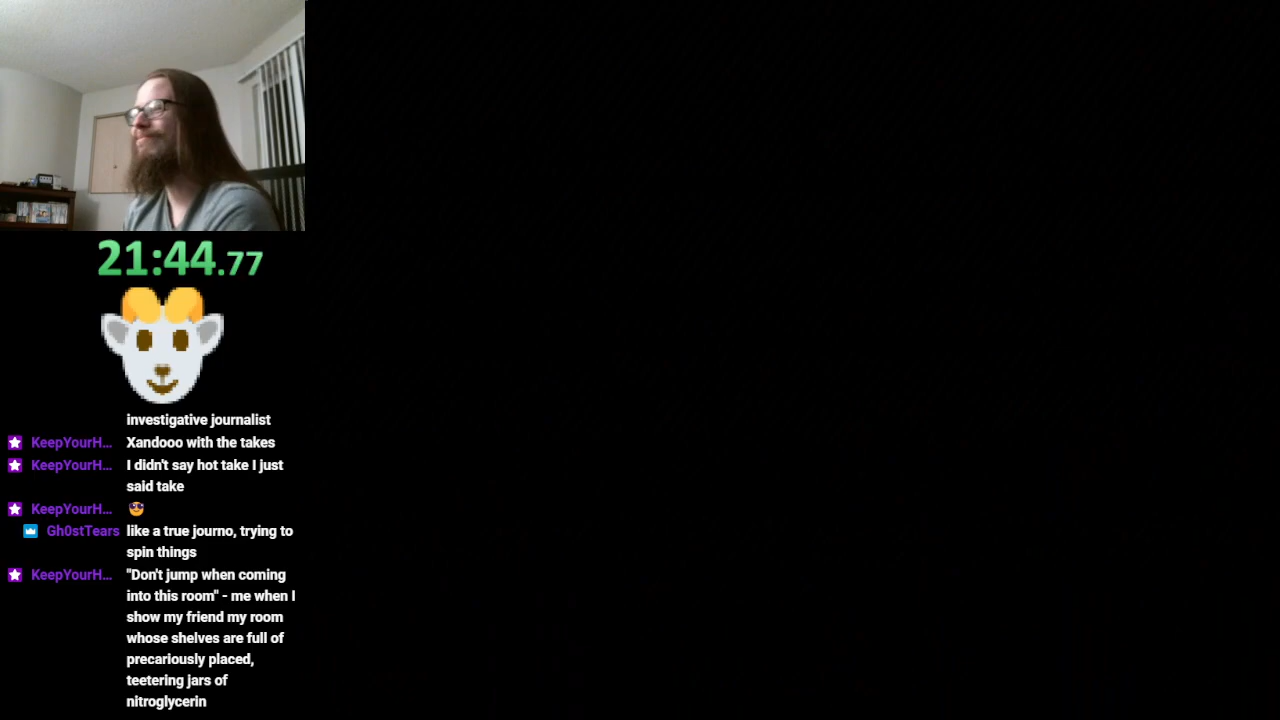 21:44.77
investigative journalist
KeepYourH... Xandooo with the takes
KeepYourH... I didn't say hot take I just
said take
KeepYourH...
Gh0stTears like a true journo, trying to
spin things
KeepYourH... "Don't jump when coming
into this room" - me when I
show my friend my room
whose shelves are full of
precariously placed,
teetering jars of
nitroglycerin